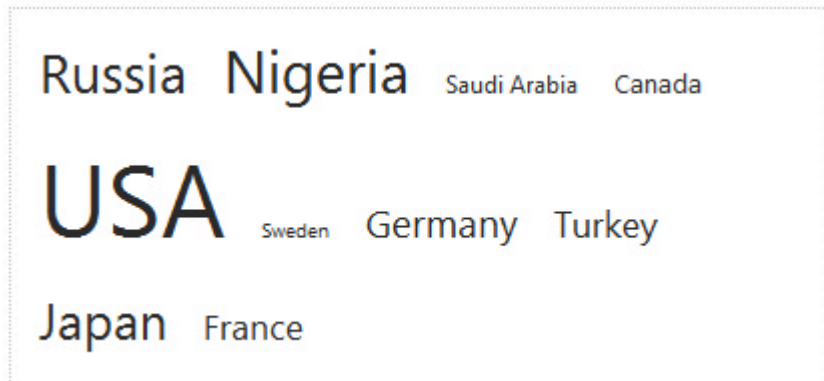 Russia Nigeria Saudi Arabia Canada
USA Sweden Germany Turkey
Japan France